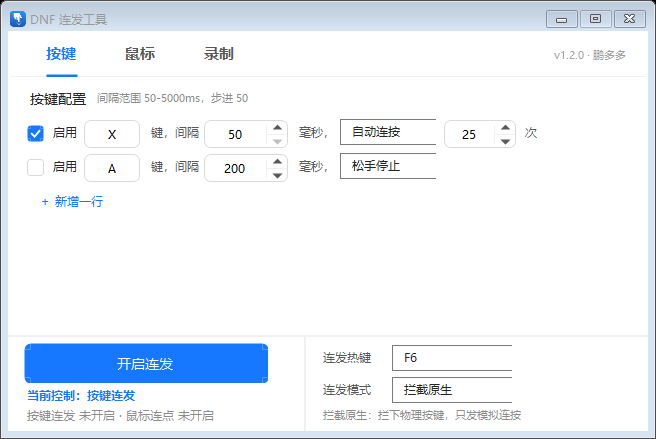 DNF 连发工具
按键 鼠标 录制 v1.2.0 · 鹏多多
按键配置 间隔范围 50-5000ms，步进 50
启用 X 键，间隔 50 毫秒， 自动连按 25 次
启用 A 键，间隔 200 毫秒， 松手停止
+ 新增一行
开启连发
当前控制：按键连发
按键连发 未开启 · 鼠标连点 未开启
连发热键 F6
连发模式 拦截原生
拦截原生：拦下物理按键，只发模拟连按